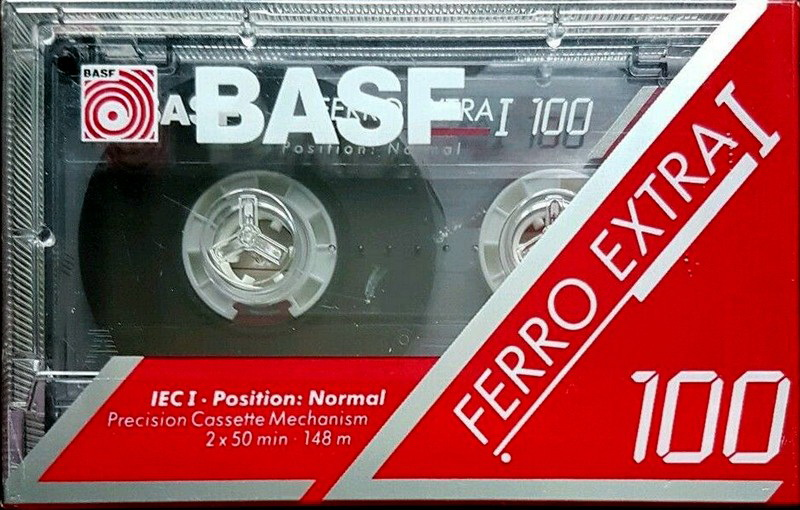 BASF
BASF
FERRO EXTRA I 100
Position: Normal
FERRO EXTRA I
100
IEC I · Position: Normal
Precision Cassette Mechanism
2 x 50 min · 148 m